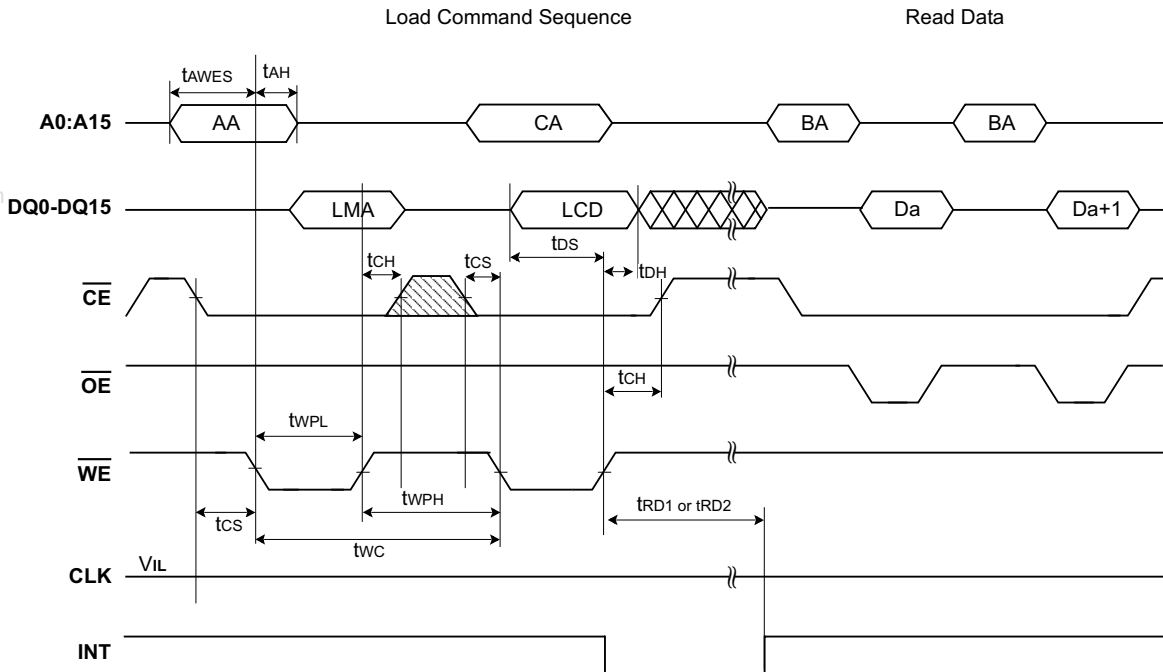 Load Command Sequence Read Data
tAWES tAH
A0:A15 AA CA BA BA
DQ0-DQ15 LMA LCD Da Da+1
tCH tCS tDS tDH
CE
OE
tCH
tWPL
WE
tWPH
tCS tRD1 or tRD2
tWC
CLK VIL
INT